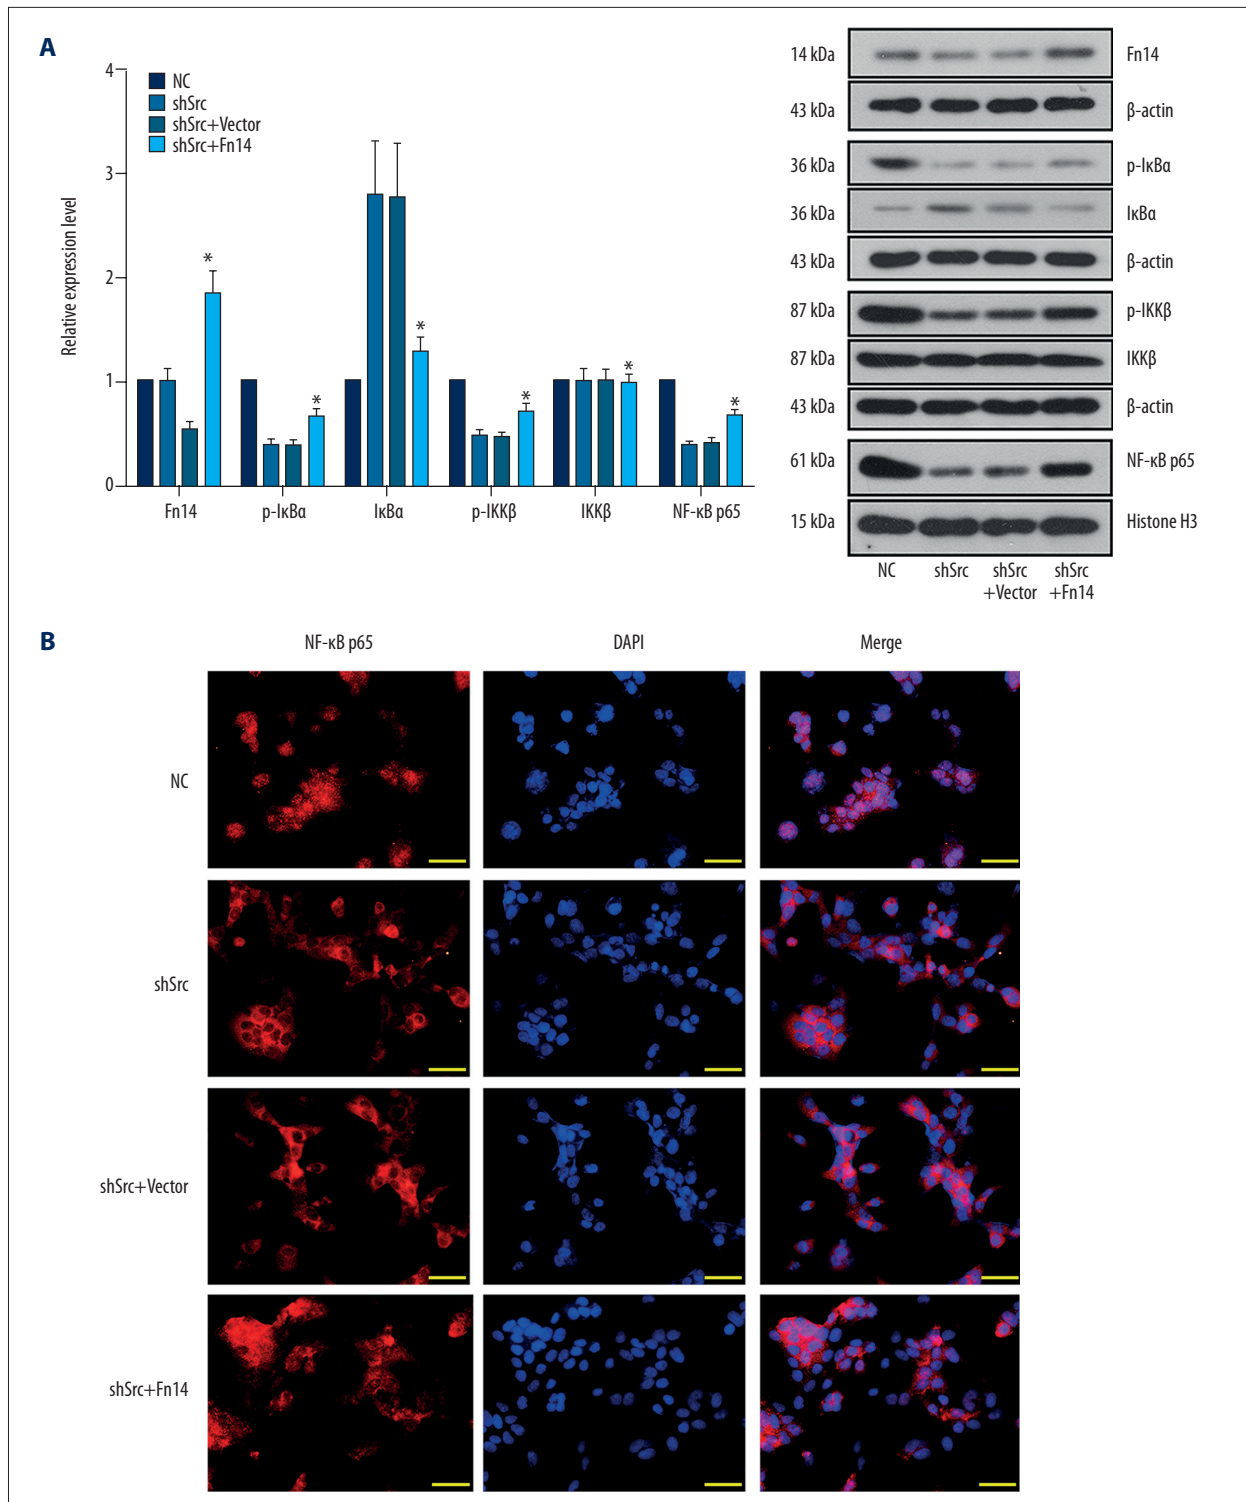 A
4
3
2
1
0
Relative expression level
NC
shSrc
shSrc+Vector
shSrc+Fn14
*
*
*
*
*
*
Fn14
p-IκBα
IκBα
p-IKKβ
IKKβ
NF-κB p65
14 kDa
Fn14
43 kDa
β-actin
36 kDa
p-IκBα
36 kDa
IκBα
43 kDa
β-actin
87 kDa
p-IKKβ
87 kDa
IKKβ
43 kDa
β-actin
61 kDa
NF-κB p65
15 kDa
Histone H3
NC
shSrc
shSrc
+Vector
shSrc
+Fn14
B
NF-κB p65
DAPI
Merge
NC
shSrc
shSrc+Vector
shSrc+Fn14